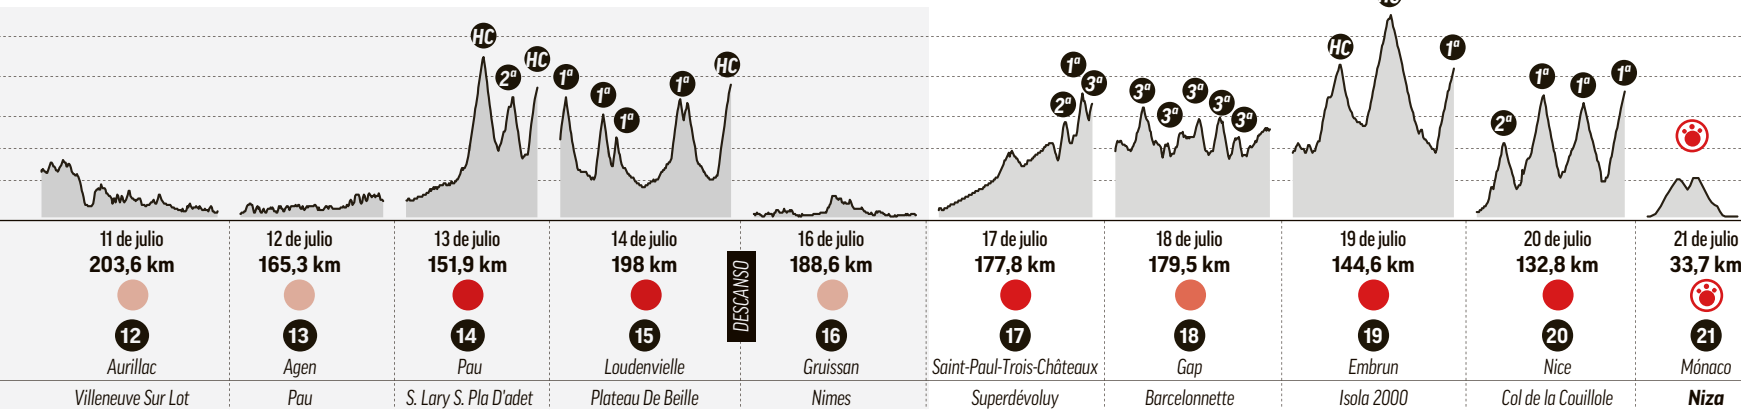 HC
HC
2ª
HC
1ª
1ª
1ª
1ª
HC
2ª
1ª
3ª
3ª
3ª
3ª
3ª
3ª
HC
1ª
2ª
1ª
1ª
1ª
11 de julio
12 de julio
13 de julio
14 de julio
16 de julio
17 de julio
18 de julio
19 de julio
20 de julio
21 de julio
203,6 km
165,3 km
151,9 km
198 km
188,6 km
177,8 km
179,5 km
144,6 km
132,8 km
33,7 km
DESCANSO
12
13
14
15
16
17
18
19
20
21
Aurillac
Agen
Pau
Loudenvielle
Gruissan
Saint-Paul-Trois-Châteaux
Gap
Embrun
Nice
Mónaco
Villeneuve Sur Lot
Pau
S. Lary S. Pla D'adet
Plateau De Beille
Nimes
Superdévoluy
Barcelonnette
Isola 2000
Col de la Couillole
Niza